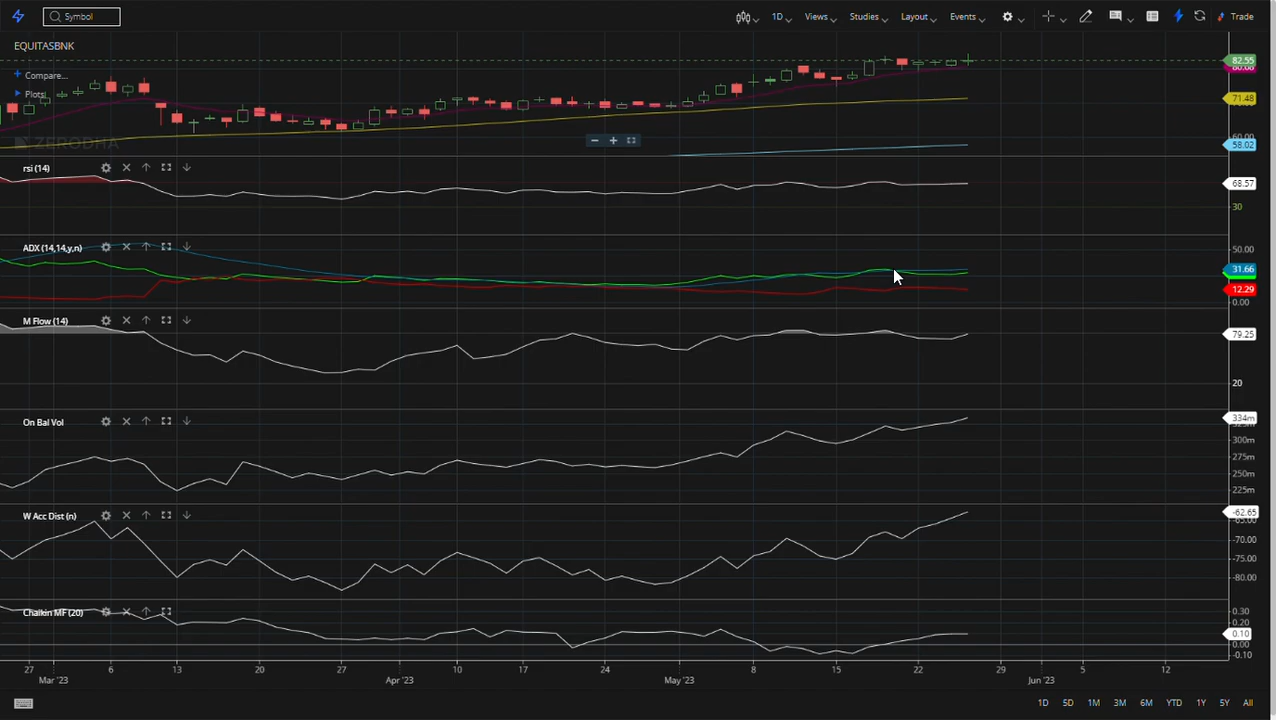 Symbol 1D Views Studies Layout Events Trade
EQUITASBNK
Compare...
Plots
ZERODHA
82.55
71.48
60.00
58.02
rsi (14)
68.57
30
ADX (14,14,y,n)
50.00
31.66
12.29
0.00
M Flow (14)
79.25
20
On Bal Vol
334m
300m
275m
250m
225m
W Acc Dist (n)
-62.65
-70.00
-75.00
-80.00
Chaikin MF (20)
0.30
0.20
0.10
0.00
-0.10
27 6 13 20 27 10 17 24 8 15 22 29 5 12
Mar '23 Apr '23 May '23 Jun '23
1D 5D 1M 3M 6M YTD 1Y 5Y All